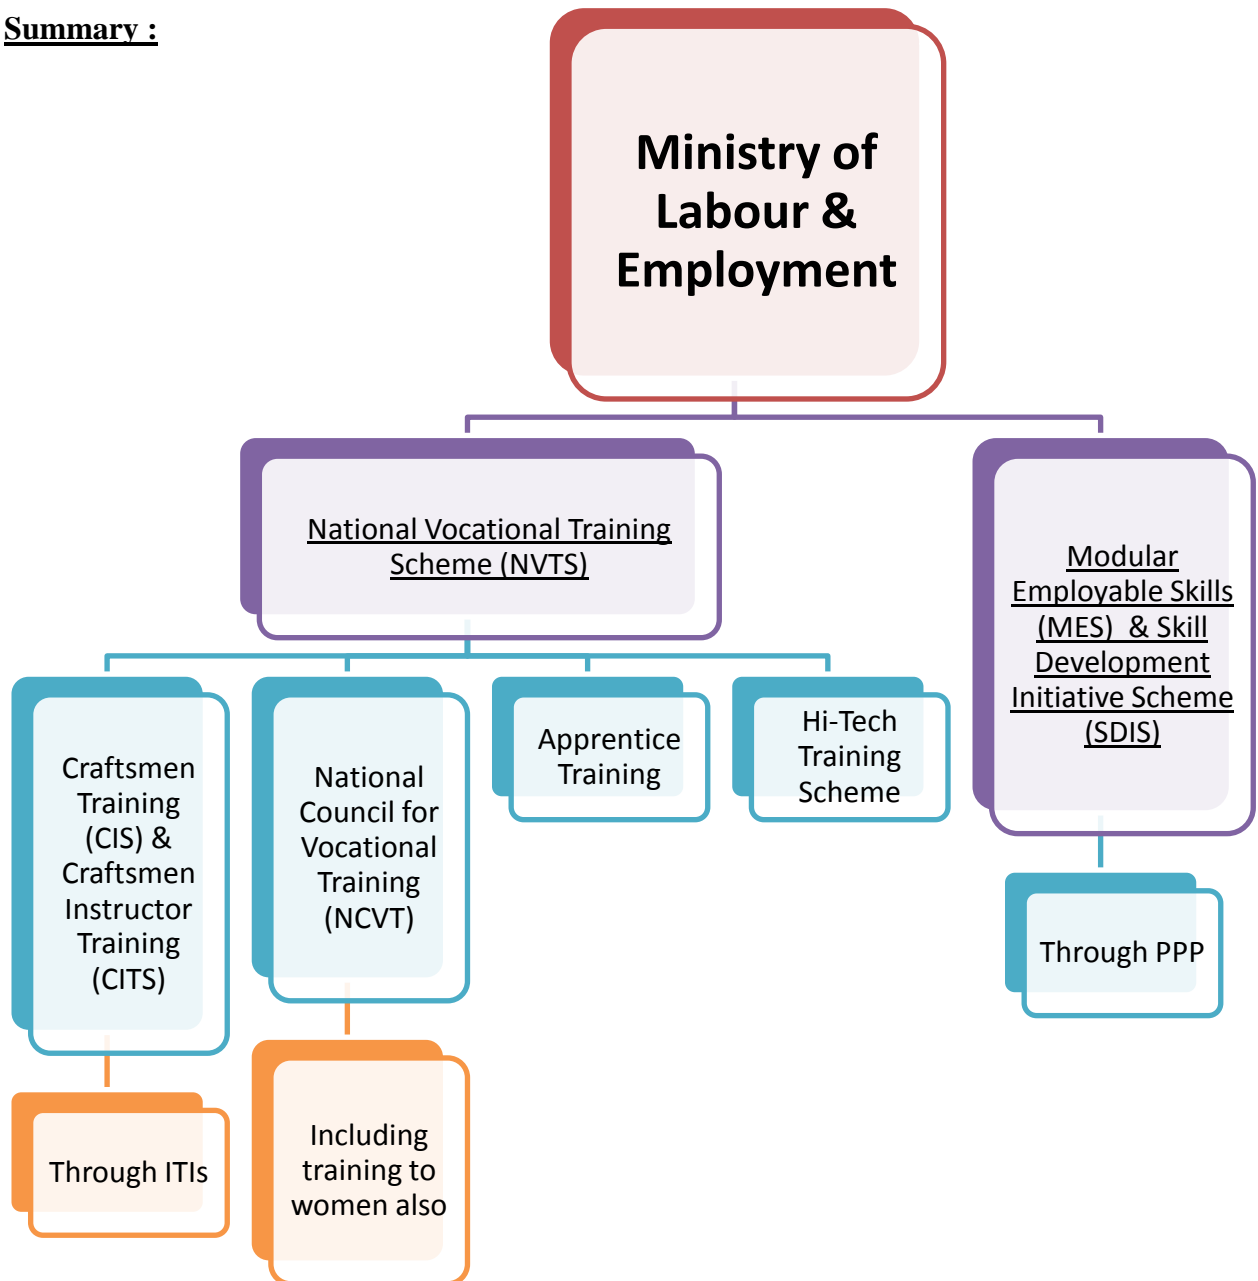 Summary :
Ministry of
Labour &
Employment
National Vocational Training
Scheme (NVTS)
Modular
Employable Skills
(MES) & Skill
Development
Initiative Scheme
(SDIS)
Craftsmen
Training
(CIS) &
Craftsmen
Instructor
Training
(CITS)
National
Council for
Vocational
Training
(NCVT)
Apprentice
Training
Hi-Tech
Training
Scheme
Through PPP
Through ITIs
Including
training to
women also